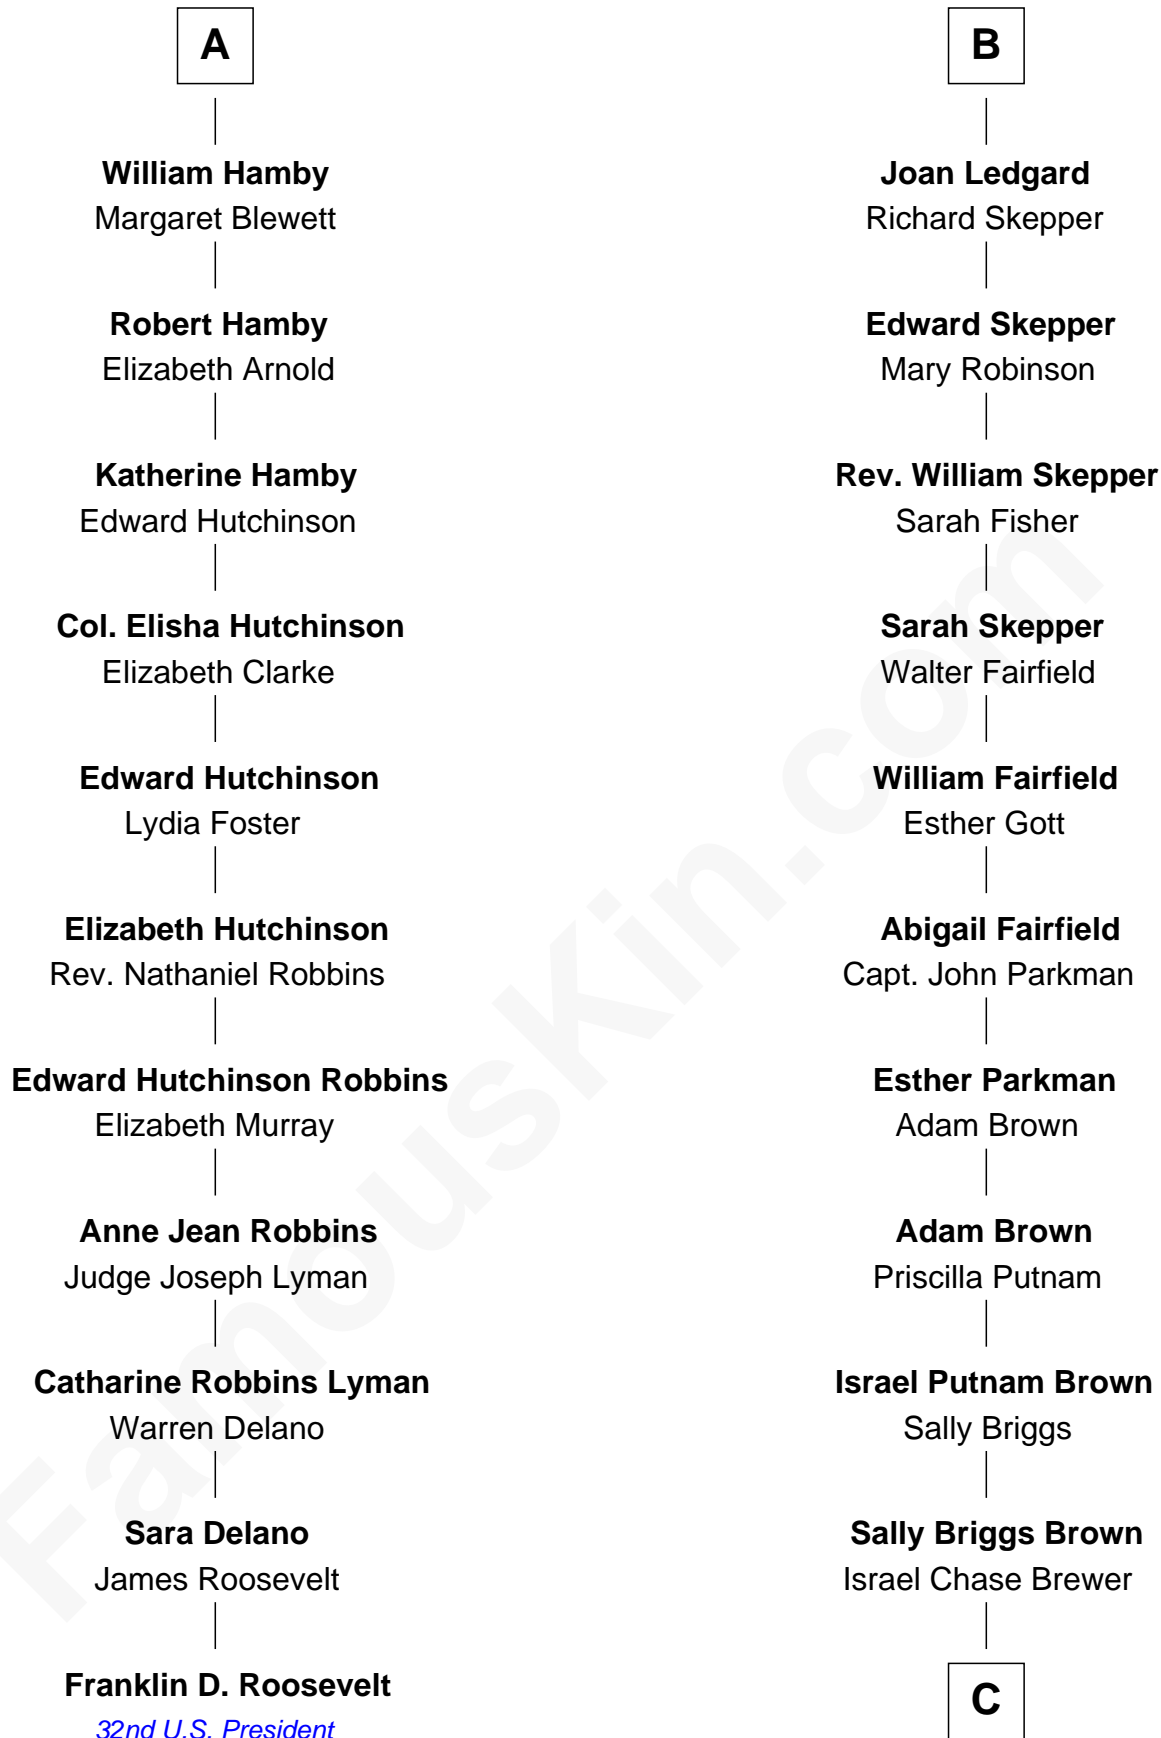 A
William Hamby
Margaret Blewett
Robert Hamby
Elizabeth Arnold
Katherine Hamby
Edward Hutchinson
Col. Elisha Hutchinson
Elizabeth Clarke
Edward Hutchinson
Lydia Foster
Elizabeth Hutchinson
Rev. Nathaniel Robbins
Edward Hutchinson Robbins
Elizabeth Murray
Anne Jean Robbins
Judge Joseph Lyman
Catharine Robbins Lyman
Warren Delano
Sara Delano
James Roosevelt
Franklin D. Roosevelt
32nd U.S. President
B
Joan Ledgard
Richard Skepper
Edward Skepper
Mary Robinson
Rev. William Skepper
Sarah Fisher
Sarah Skepper
Walter Fairfield
William Fairfield
Esther Gott
Abigail Fairfield
Capt. John Parkman
Esther Parkman
Adam Brown
Adam Brown
Priscilla Putnam
Israel Putnam Brown
Sally Briggs
Sally Briggs Brown
Israel Chase Brewer
C
FamousKin.com